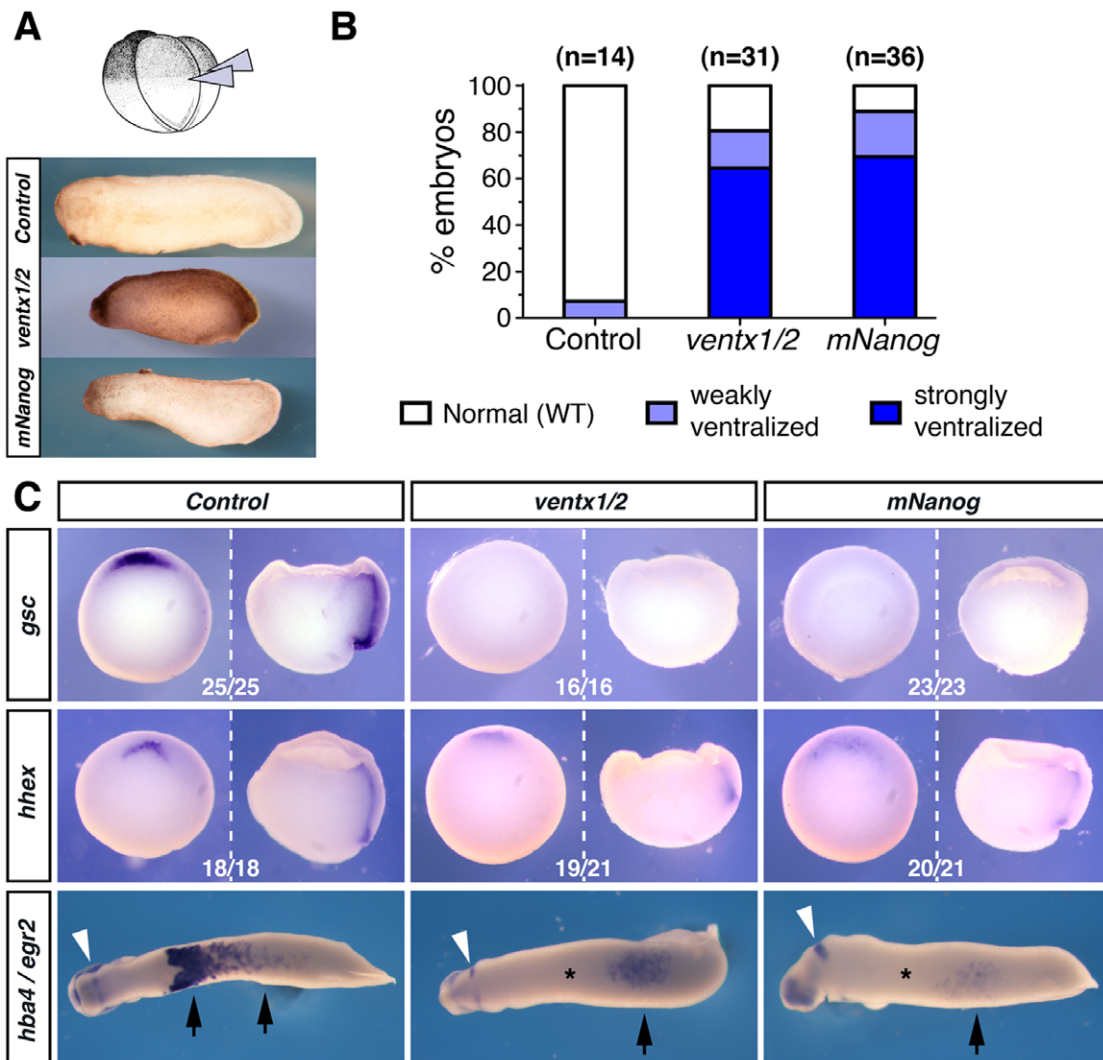 A
B
Control
ventx1/2
mNanog
(n=14)
(n=31)
(n=36)
% embryos
100
80
60
40
20
0
Control
ventx1/2
mNanog
Normal (WT)
weakly
ventralized
strongly
ventralized
C
Control
ventx1/2
mNanog
gsc
25/25
16/16
23/23
hhex
18/18
19/21
20/21
hba4 / egr2
*
*